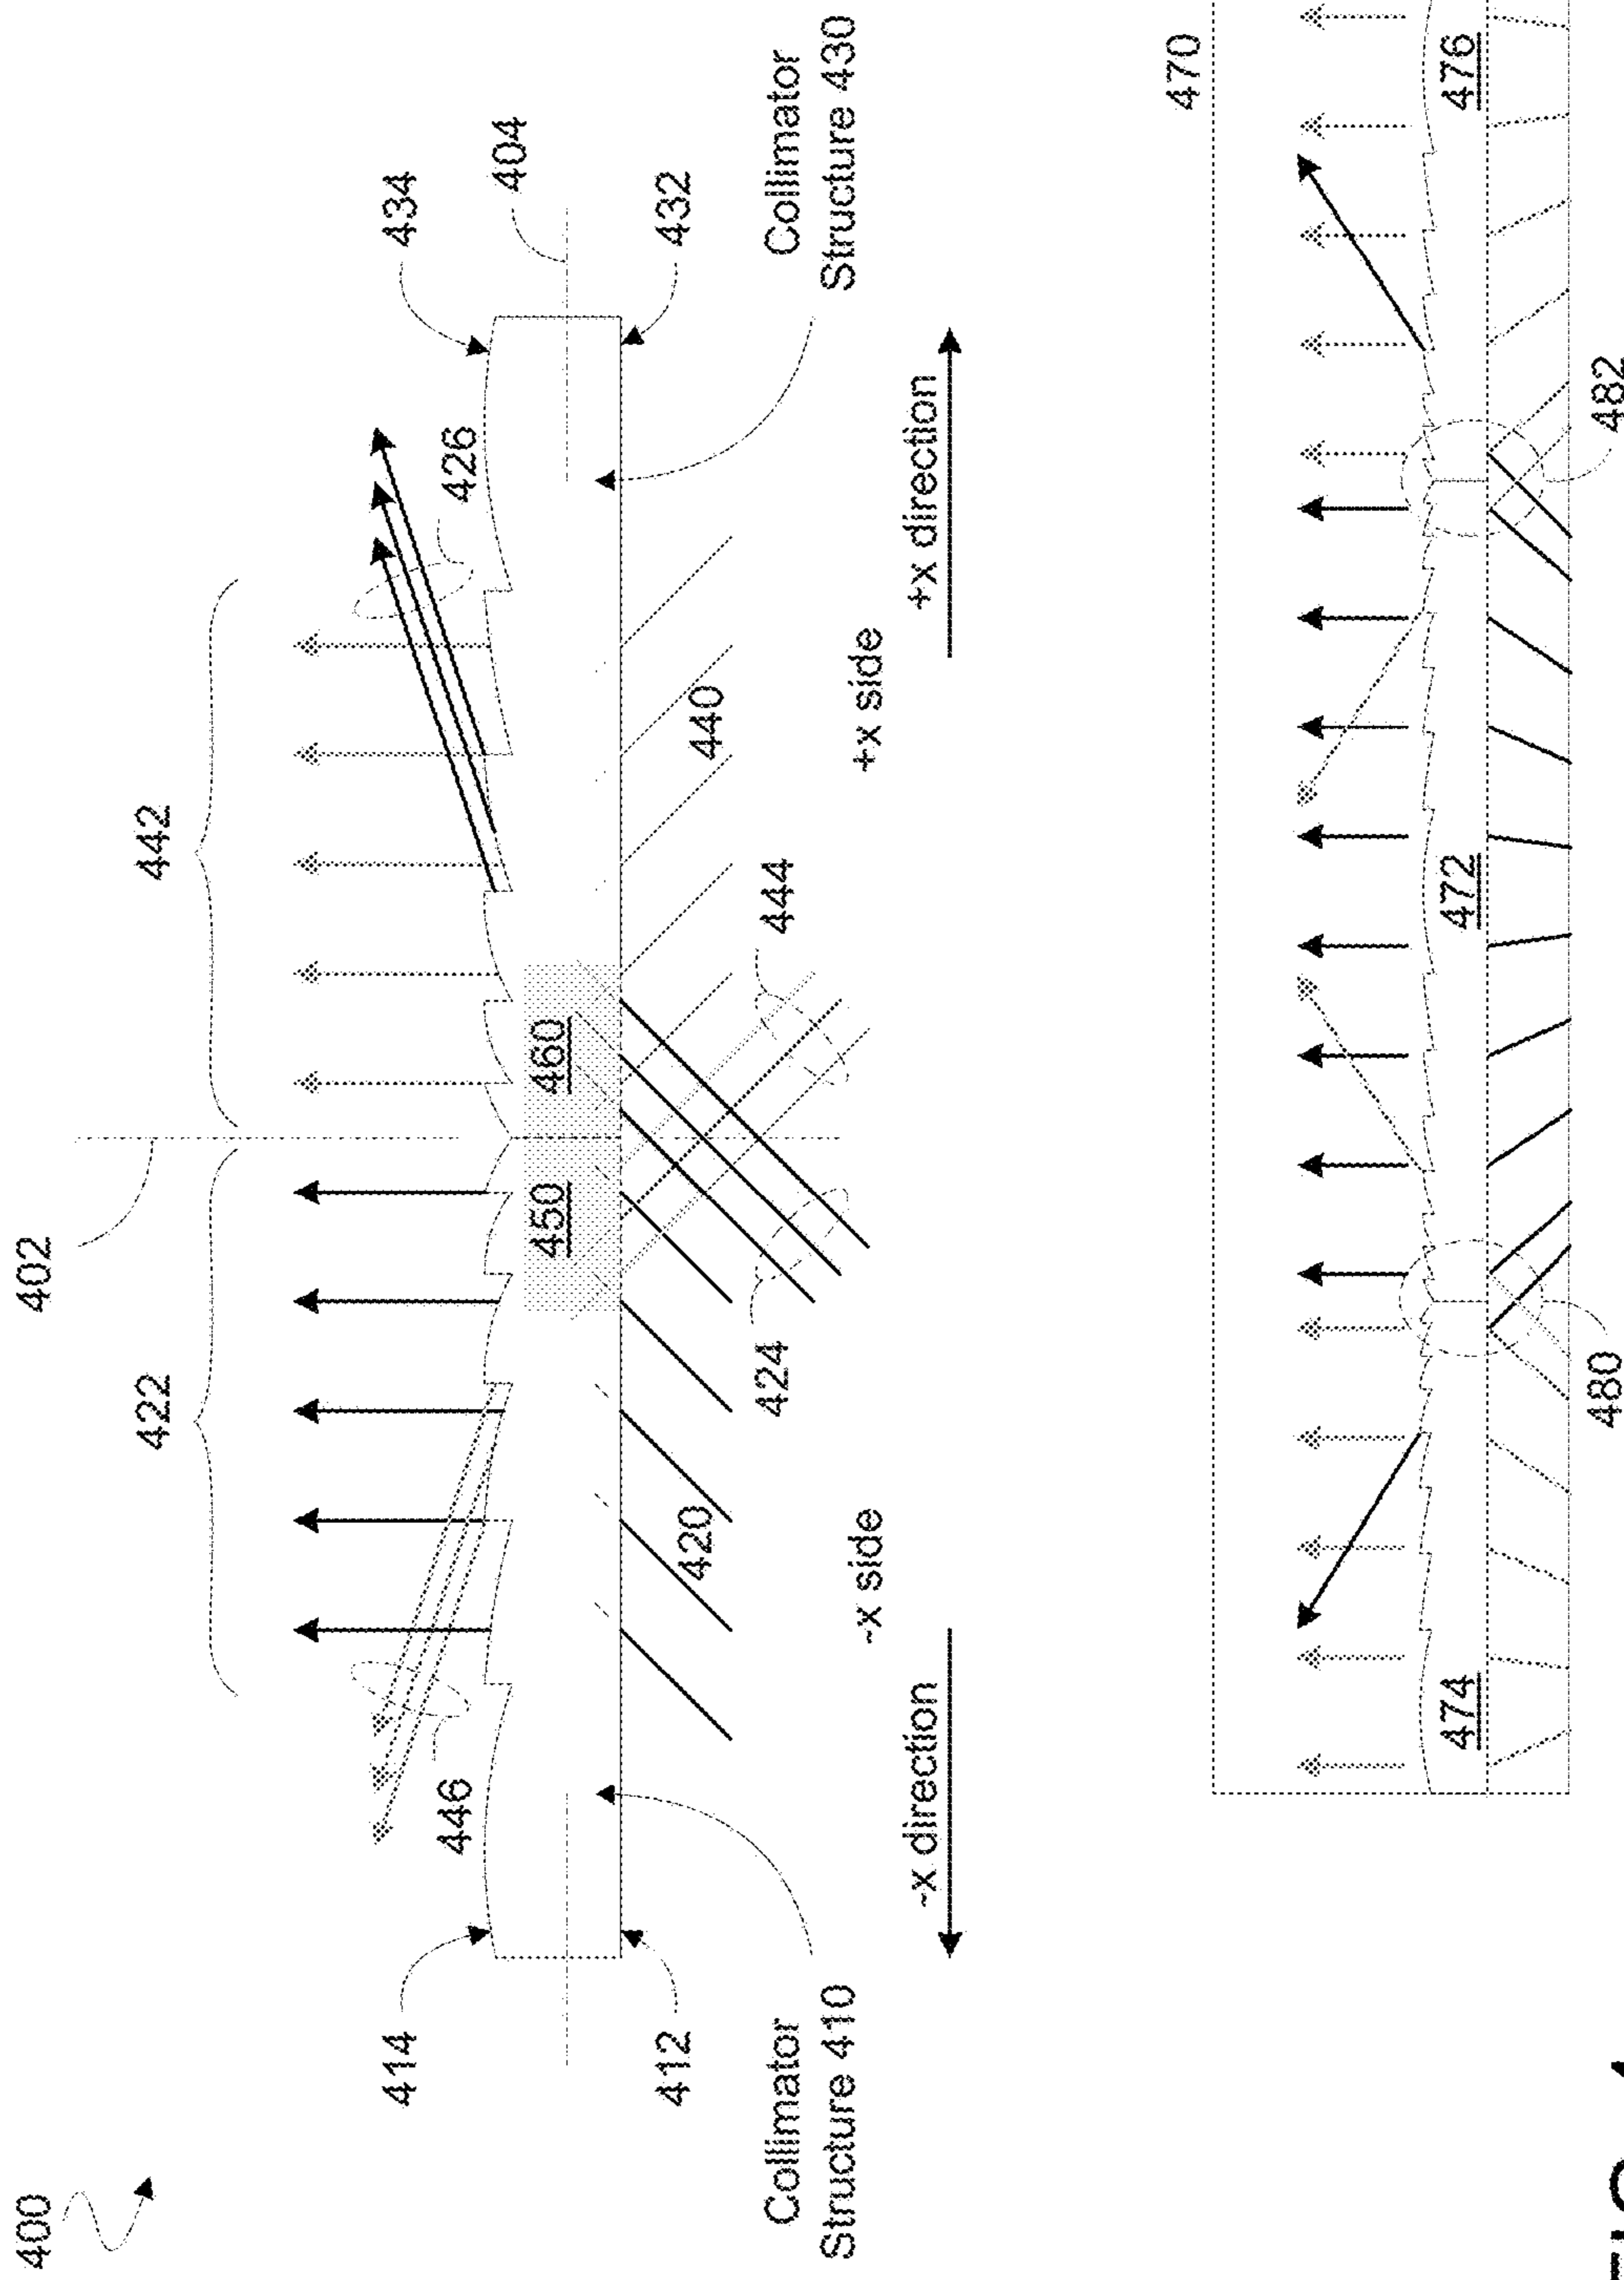 400
402
422
442
414
446
426
434
404
450
460
412
420
424
444
440
432
Collimator
Structure 410
Collimator
Structure 430
-x side
+x side
-x direction
+x direction
470
474
472
476
480
482